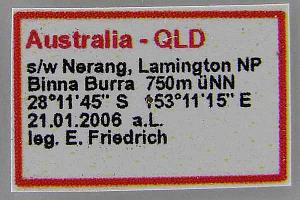 Australia - QLD
s/w Nerang, Lamington NP
Binna Burra 750m üNN
28°11'45" S 153°11'15" E
21.01.2006 a.L.
leg. E. Friedrich